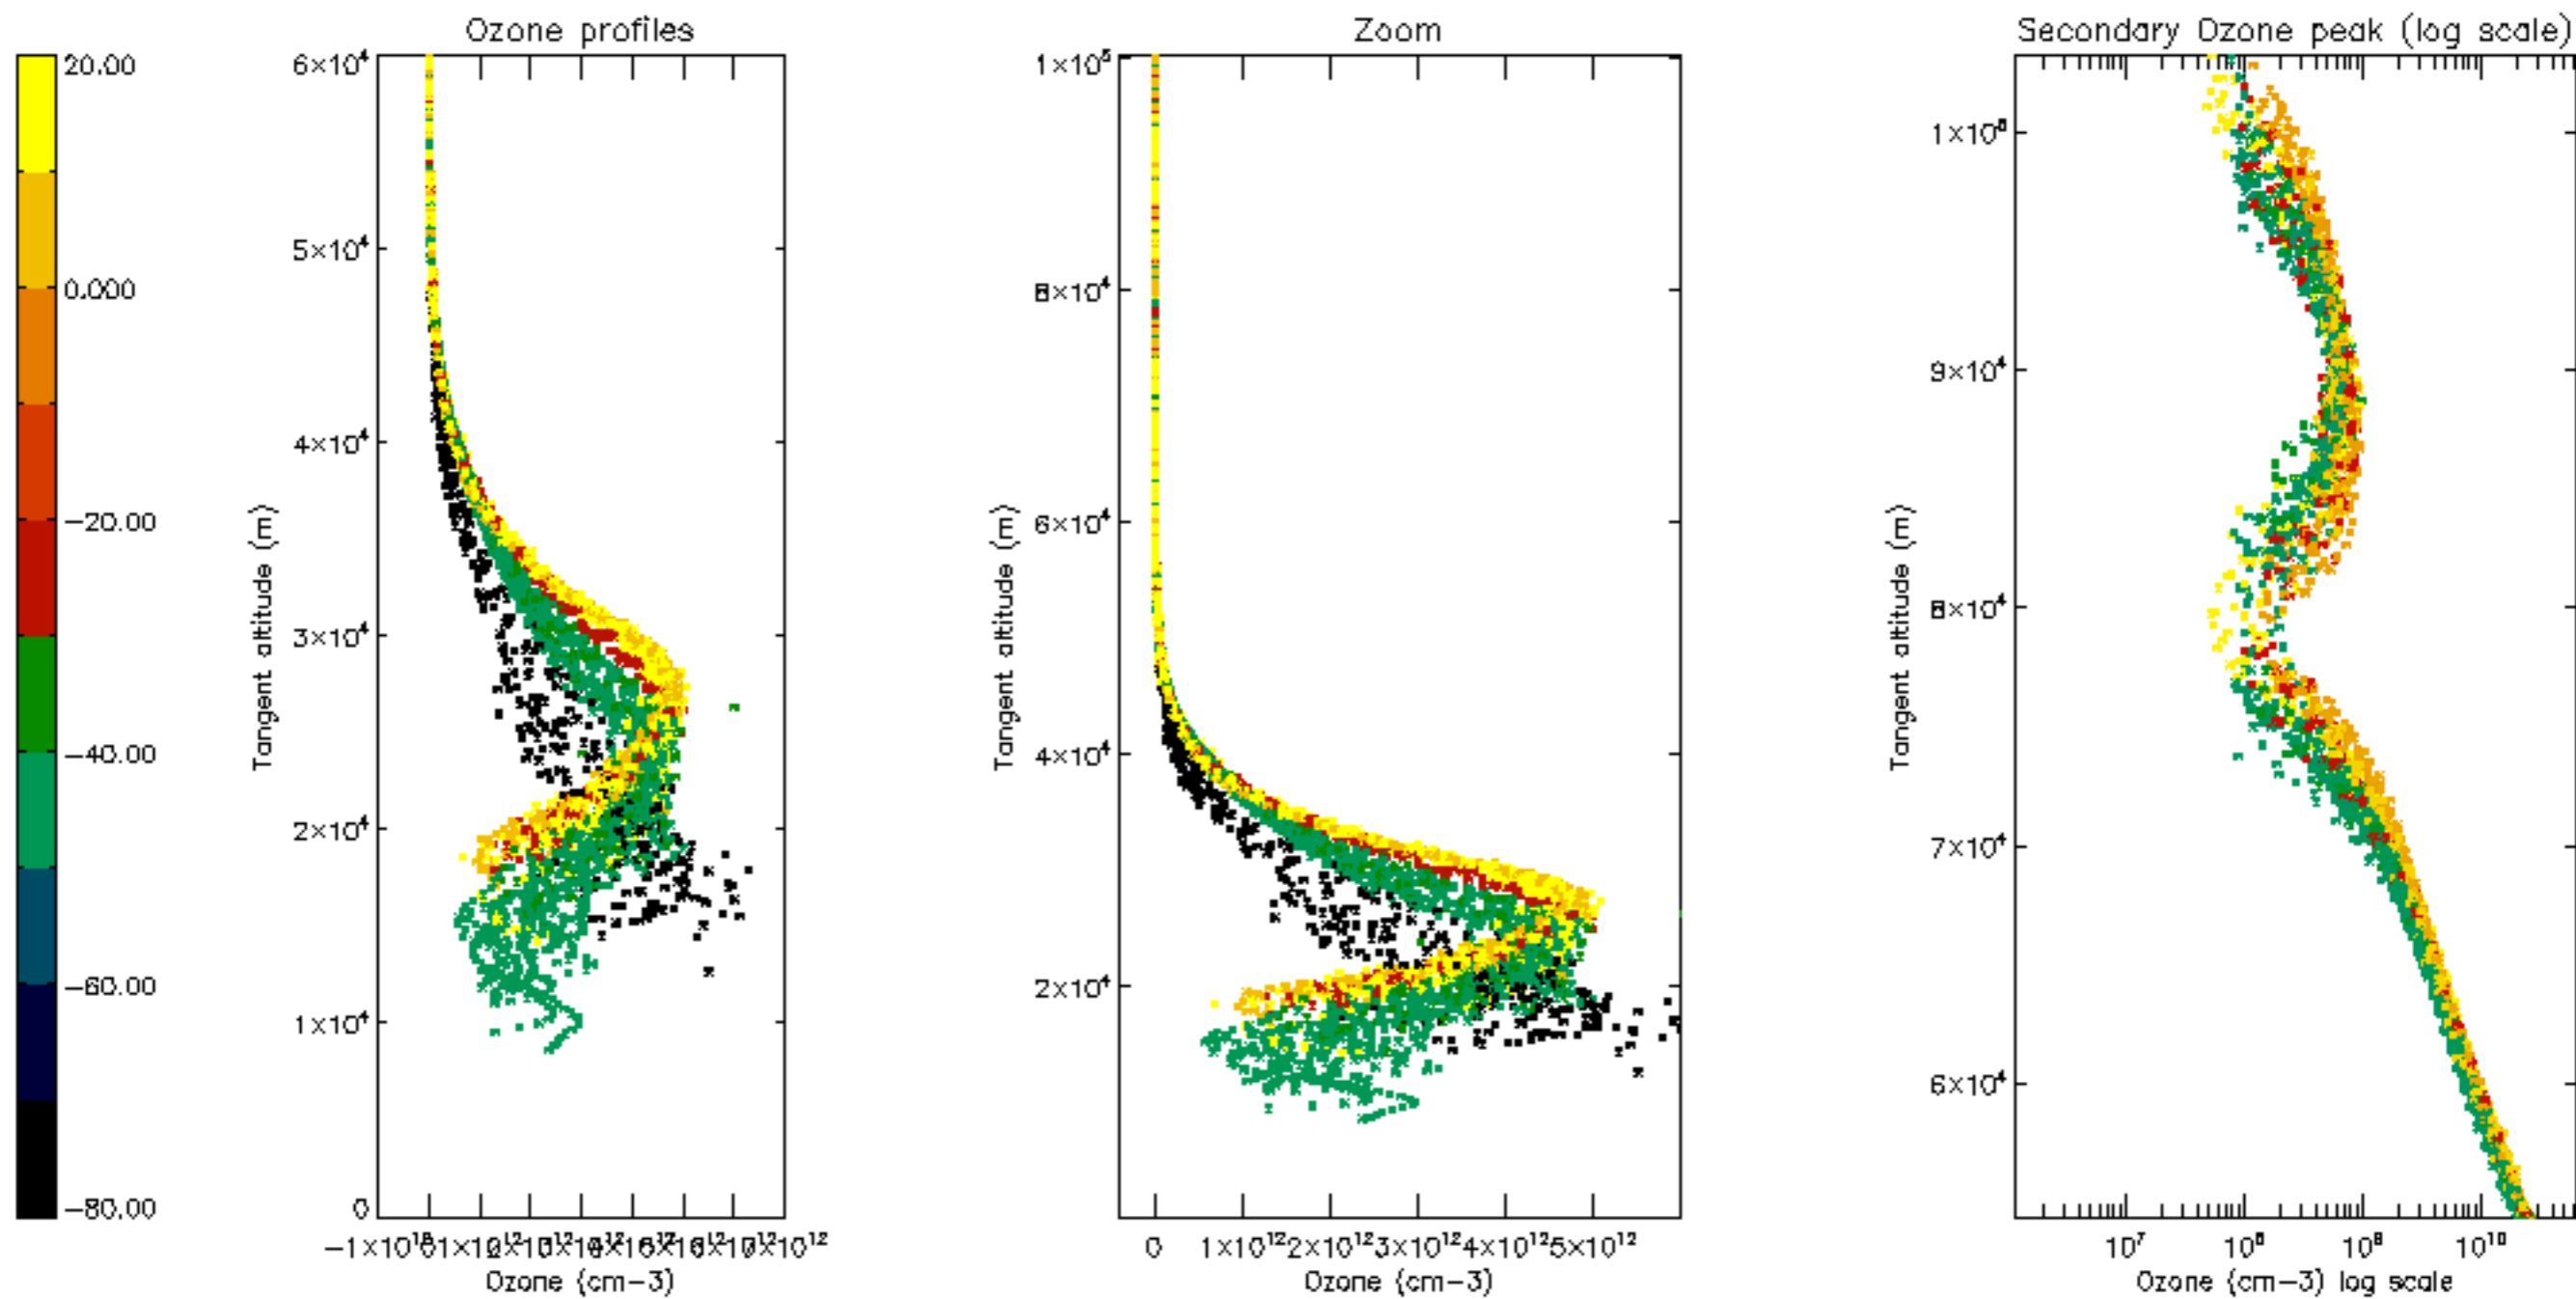 Ozone profiles
Zoom
Secondary Ozone peak (log scale)
20.00
0.000
−20.00
−40.00
−60.00
−80.00
6×10⁴
5×10⁴
4×10⁴
3×10⁴
2×10⁴
1×10⁴
0
Tangent altitude (m)
Ozone (cm−3)
1×10⁵
8×10⁴
6×10⁴
4×10⁴
2×10⁴
Tangent altitude (m)
0 1×10¹² 2×10¹² 3×10¹² 4×10¹² 5×10¹²
Ozone (cm−3)
9×10⁴
8×10⁴
7×10⁴
6×10⁴
Tangent altitude (m)
10⁷ 10⁸ 10⁹ 10¹⁰
Ozone (cm−3) log scale